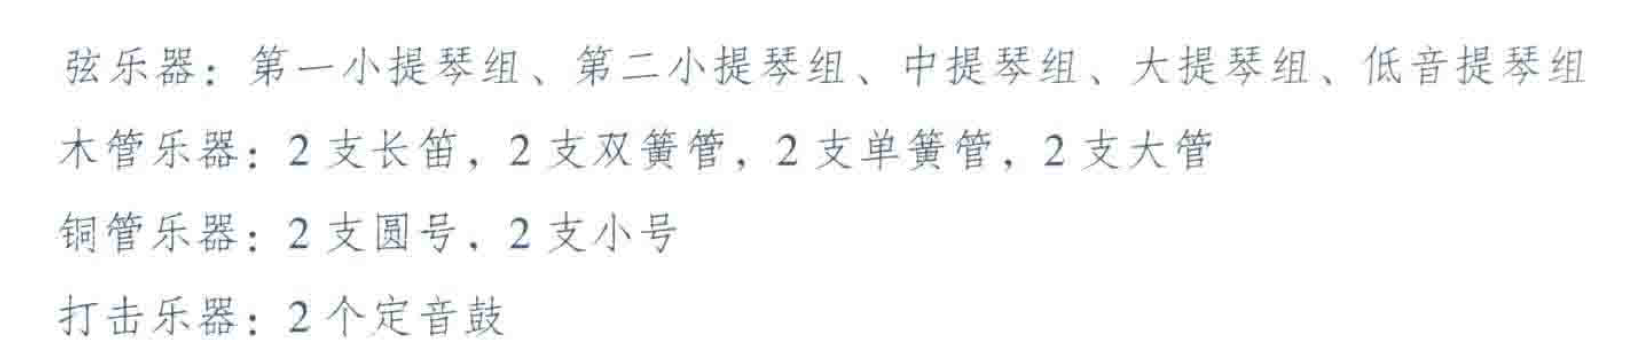 弦乐器：第一小提琴组、第二小提琴组、中提琴组、大提琴组、低音提琴组
木管乐器：2支长笛，2支双簧管，2支单簧管，2支大管
铜管乐器：2支圆号，2支小号
打击乐器：2个定音鼓